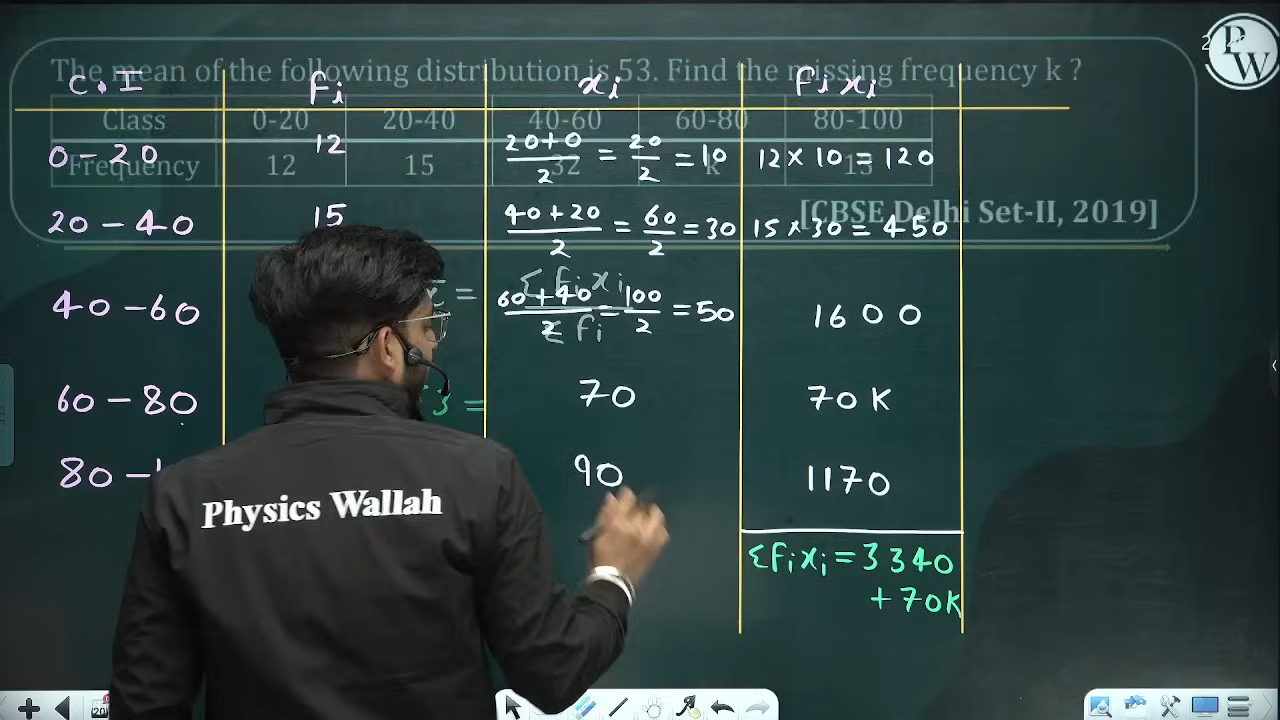 The mean of the following distribution is 53. Find the missing frequency k ?
Class 0-20 20-40 40-60 60-80 80-100
Frequency 12 15 32 k 13
[CBSE Delhi Set-II, 2019]
C.I fi xi fixi
0-20 12 20+0/2 = 20/2 = 10 12×10=120
20-40 15 40+20/2 = 60/2 = 30 15×30=450
40-60 60+40/2 = 100/2 = 50 1600
60-80 70 70K
80- 90 1170
Σfixi=3340
+70K
= Σfixi
Σfi
3 =
Physics Wallah
PW